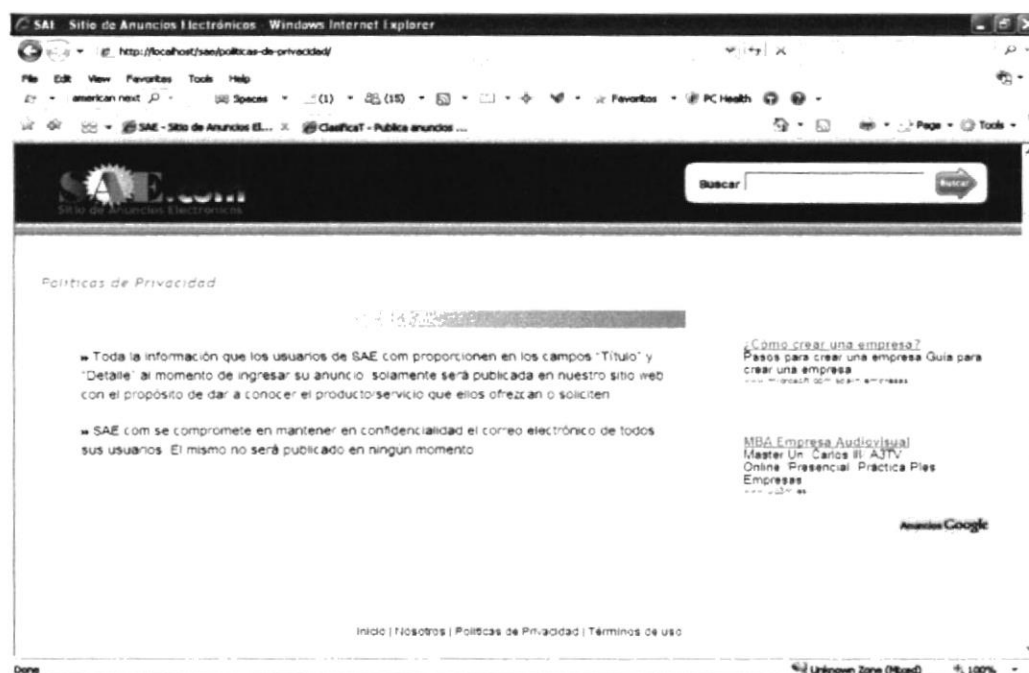 SAE - Sitio de Anuncios Electrónicos - Windows Internet Explorer
http://localhost/sae/politicas-de-privacidad/
File Edit View Favorites Tools Help
american next Spaces (1) (15) Favorites PC Health
SAE - Sitio de Anuncios El... ClasificaT - Publica anuncios ... Page Tools
SAE.com
Sitio de Anuncios Electronicos
Buscar Buscar
Políticas de Privacidad
» Toda la información que los usuarios de SAE com proporcionen en los campos "Título" y
"Detalle" al momento de ingresar su anuncio solamente será publicada en nuestro sitio web
con el propósito de dar a conocer el producto/servicio que ellos ofrezcan o soliciten
» SAE com se compromete en mantener en confidencialidad el correo electrónico de todos
sus usuarios El mismo no será publicado en ningún momento
¿Cómo crear una empresa?
Pasos para crear una empresa Guía para
crear una empresa
MBA Empresa Audiovisual
Master Un Carlos III/ A3TV
Online Presencial Práctica Ples
Empresas
Anuncios Google
Inicio | Nosotros | Políticas de Privacidad | Términos de uso
Done Unknown Zone (Mixed) 100%